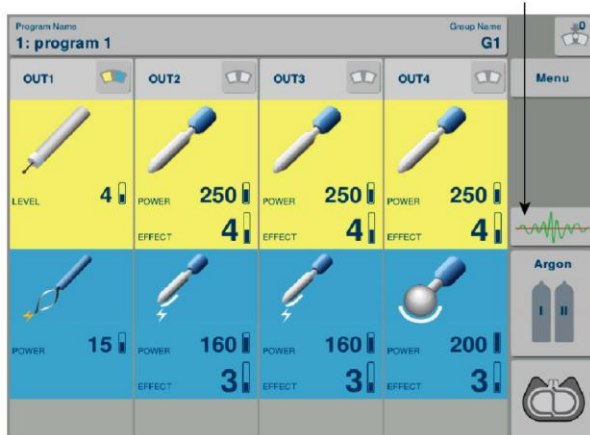 Program Name
Group Name
0
1: program 1
G1
OUT1
OUT2
OUT3
OUT4
Menu
LEVEL
4
POWER
250
POWER
250
POWER
250
EFFECT
4
EFFECT
4
EFFECT
4
Argon
I
II
POWER
15
POWER
160
POWER
160
POWER
200
EFFECT
3
EFFECT
3
EFFECT
3